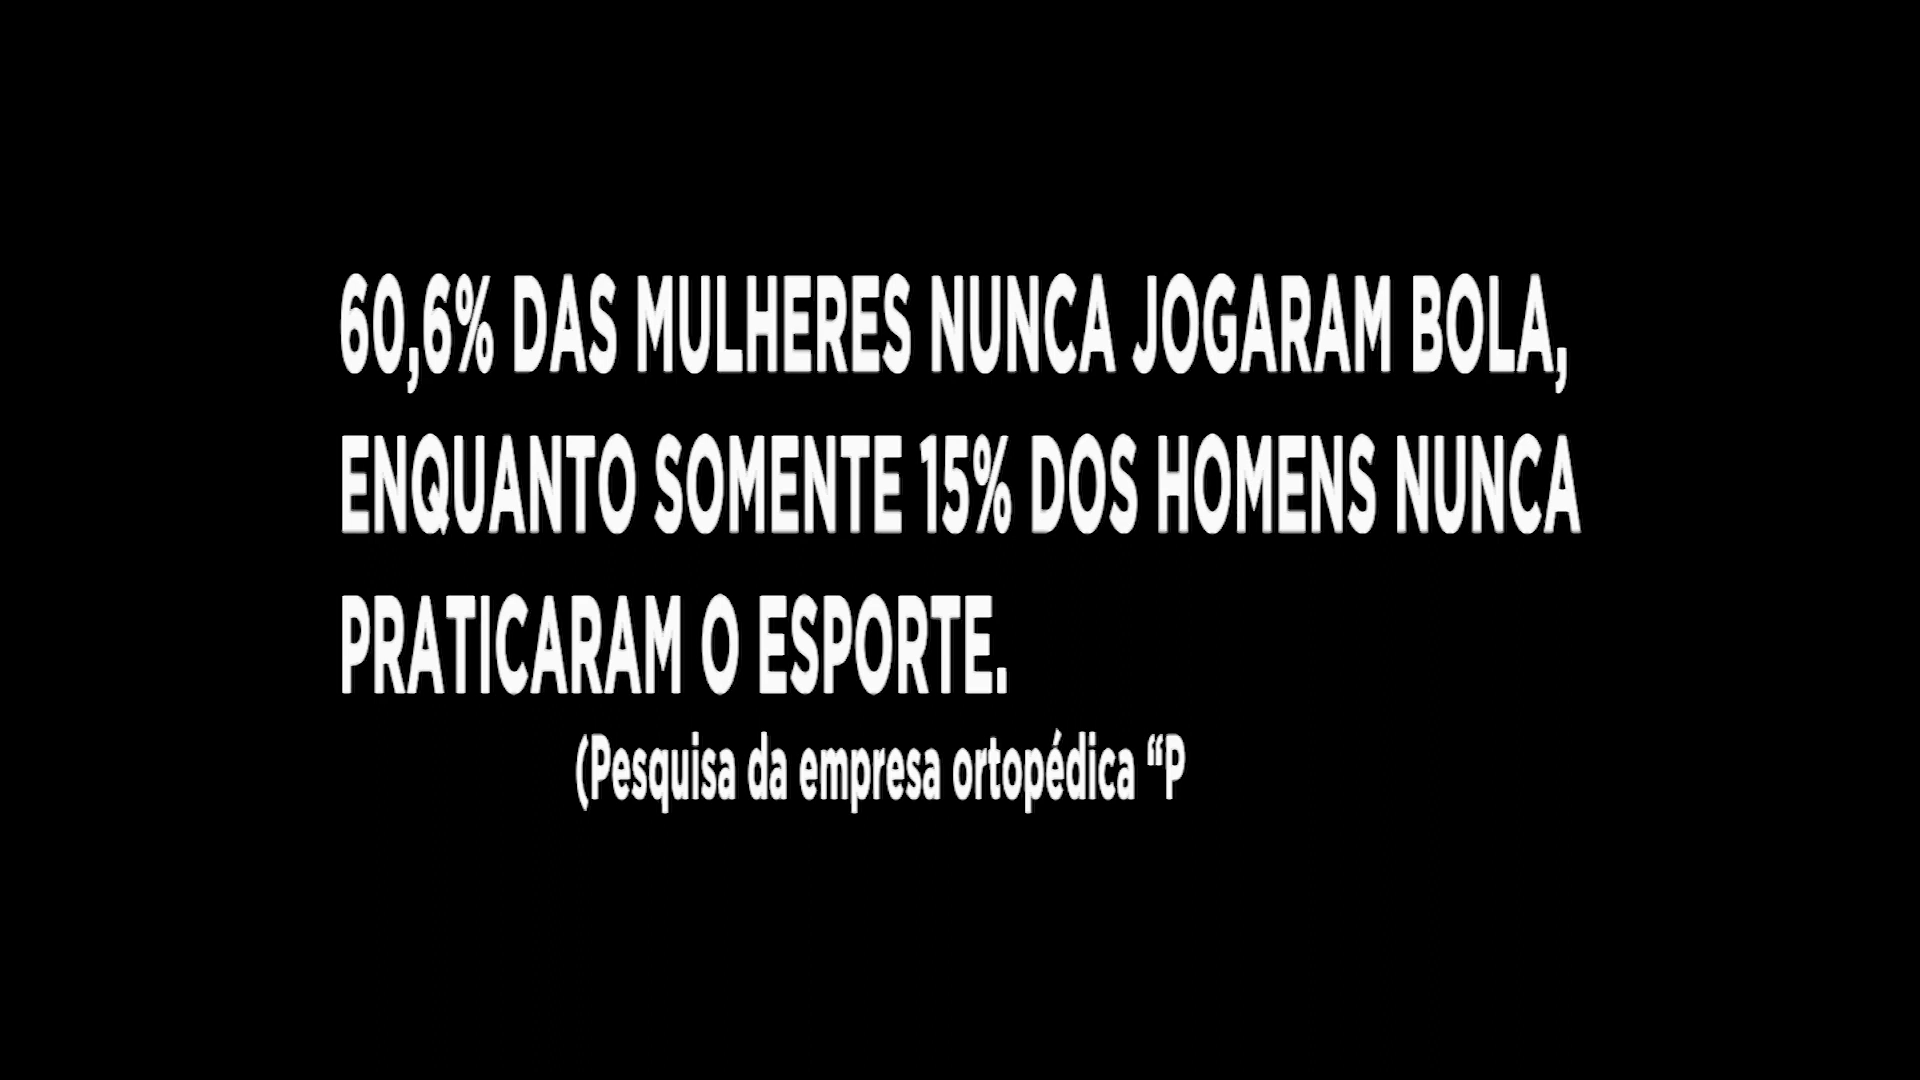 60,6% DAS MULHERES NUNCA JOGARAM BOLA,
ENQUANTO SOMENTE 15% DOS HOMENS NUNCA
PRATICARAM O ESPORTE.
(Pesquisa da empresa ortopédica “P